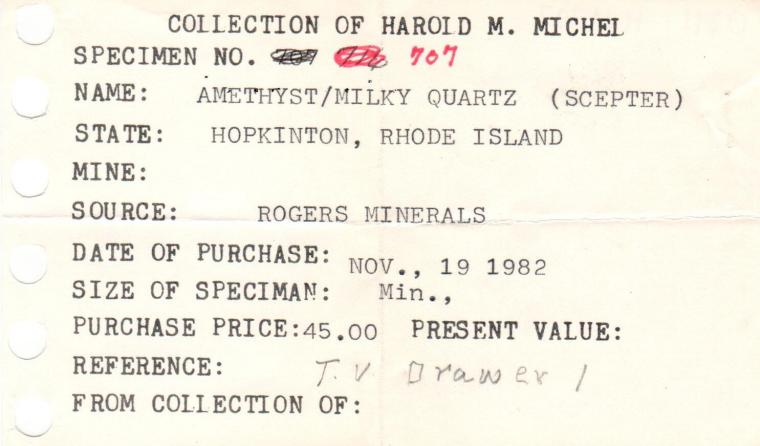 COLLECTION OF HAROLD M. MICHEL
SPECIMEN NO. 707
NAME: AMETHYST/MILKY QUARTZ (SCEPTER)
STATE: HOPKINTON, RHODE ISLAND
MINE:
SOURCE: ROGERS MINERALS
DATE OF PURCHASE: NOV., 19 1982
SIZE OF SPECIMAN: Min.,
PURCHASE PRICE:45.00 PRESENT VALUE:
REFERENCE: T.V Drawer 1
FROM COLLECTION OF: